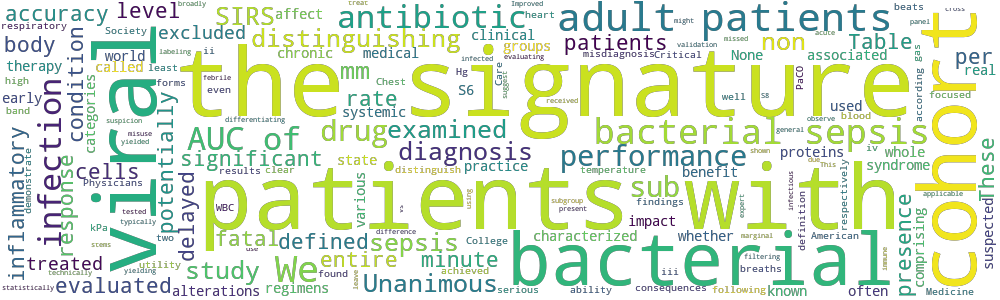 respiratory
broadly
treat
Improved
beats
cross
accuracy
level
SIRS
affect
antibiotic
heart
adult patients
might
panel
Society
excluded
distinguishing
clinical
missed
acute
body
world
ii
chronic
medical
groups
patients
misdiagnosis
Critical
validation
non
Table
per
therapy
called
labeling
febrile
Chest
infected
evaluating
None
associated
real
high
least
forms
even
mm
Hg
Care
suggest
well
s8
PaCO
used
according
gas
focused
early
categories
the signature
S6
band
suspicion
rate
systemic
received
observe
blood
cohort
infection
condition
viral
misuse
yielded
differentiating
AUC of
drug
examined
bacterial sepsis
response
potentially
significant
diagnosis
performance
general
proteins
iv
whole
These
inflammatory
demonstrate
cells
results
clear
state
distinguish
practice
shown
temperature
benefit
due
This
syndrome
Physicians
tested
typically
patients with
WBC
various
vs
using
subgroup
present
sub
findings
expert
infectious
definition
respectively
American
applicable
suspected
treated
kPa
two
delayed
fatal
defined
sepsis
difference
College
characterized
impact
marginal
whether
presence
comprising
stems
utility
study
We
use
entire
minute
found
achieved
bacterial
iii
filtering
breaths
immune
known
often
evaluated
alterations
statistically
technically
yielding
regimens
leave
Unanimous
serious
ability
following
consequences
Medicine